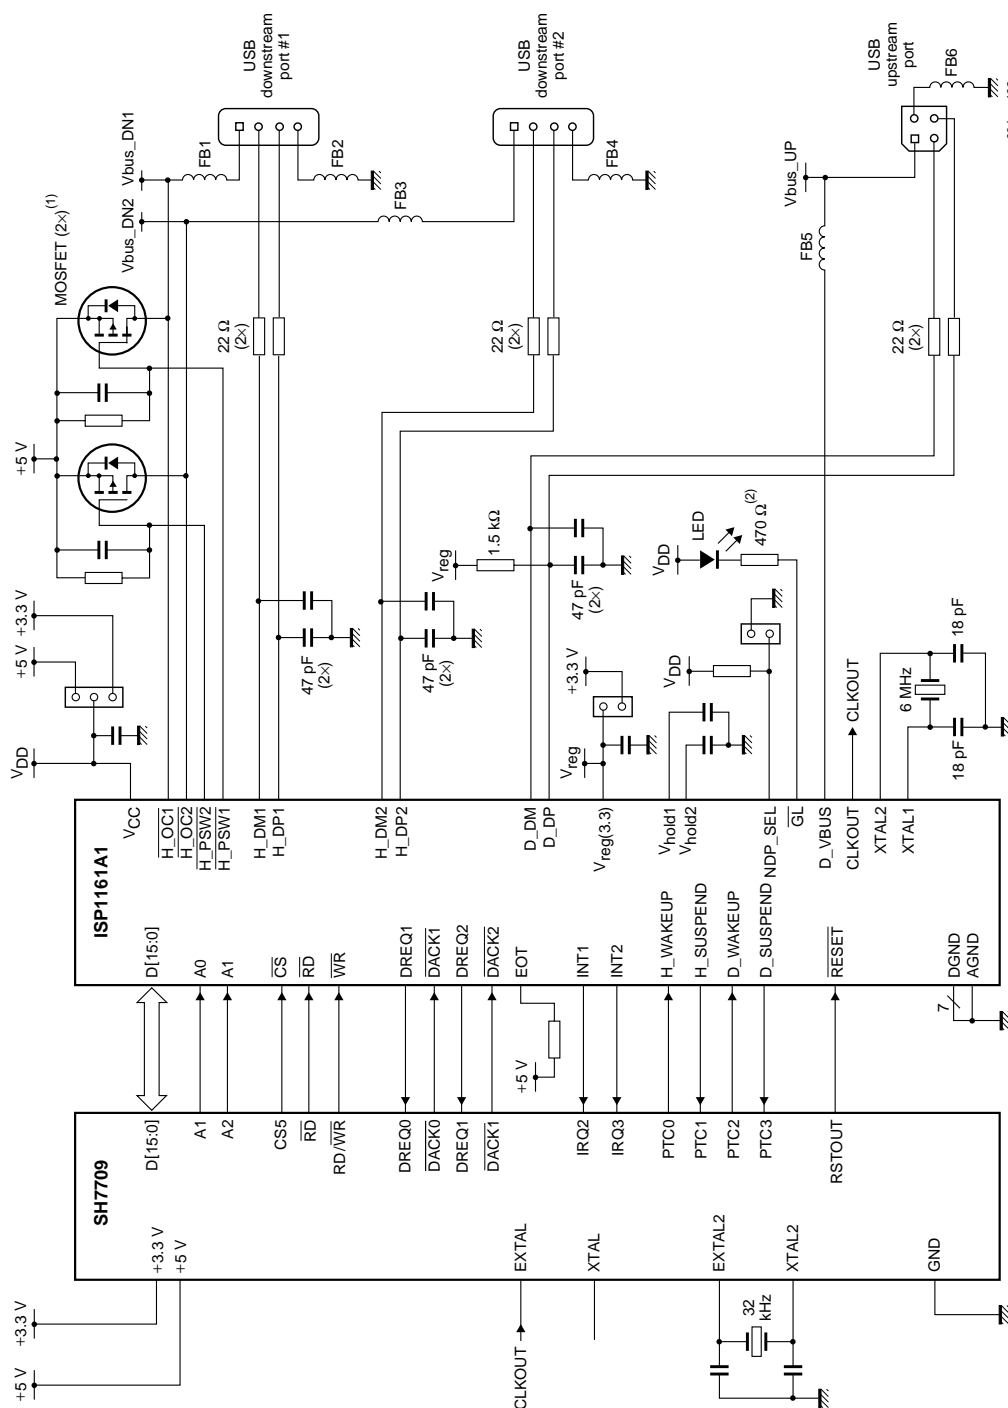 +5 V
+3.3 V
SH7709
+3.3 V
+5 V
D[15:0]
A1
A2
CS5
RD
RD/WR
DREQ0
DACK0
DREQ1
DACK1
IRQ2
IRQ3
PTC0
PTC1
PTC2
PTC3
RSTOUT
EXTAL
XTAL
EXTAL2
XTAL2
GND
CLKOUT
32
kHz
+5 V
7
ISP1161A1
D[15:0]
A0
A1
CS
RD
WR
DREQ1
DACK1
DREQ2
DACK2
EOT
INT1
INT2
H_WAKEUP
H_SUSPEND
D_WAKEUP
D_SUSPEND
RESET
DGND
AGND
VCC
H_OC1
H_OC2
H_PSW2
H_PSW1
H_DM1
H_DP1
H_DM2
H_DP2
D_DM
D_DP
Vreg(3.3)
Vhold1
Vhold2
NDP_SEL
GL
D_VBUS
CLKOUT
XTAL2
XTAL1
VDD
+5 V
+3.3 V
+5 V
MOSFET (2×)(1)
Vbus_DN2
Vbus_DN1
FB1
FB2
USB
downstream
port #1
22 Ω
(2×)
47 pF
(2×)
FB3
FB4
USB
downstream
port #2
22 Ω
(2×)
47 pF
(2×)
Vreg
1.5 kΩ
47 pF
(2×)
Vreg
+3.3 V
VDD
VDD
LED
470 Ω(2)
FB5
Vbus_UP
USB
upstream
port
FB6
22 Ω
(2×)
CLKOUT
6 MHz
18 pF
18 pF